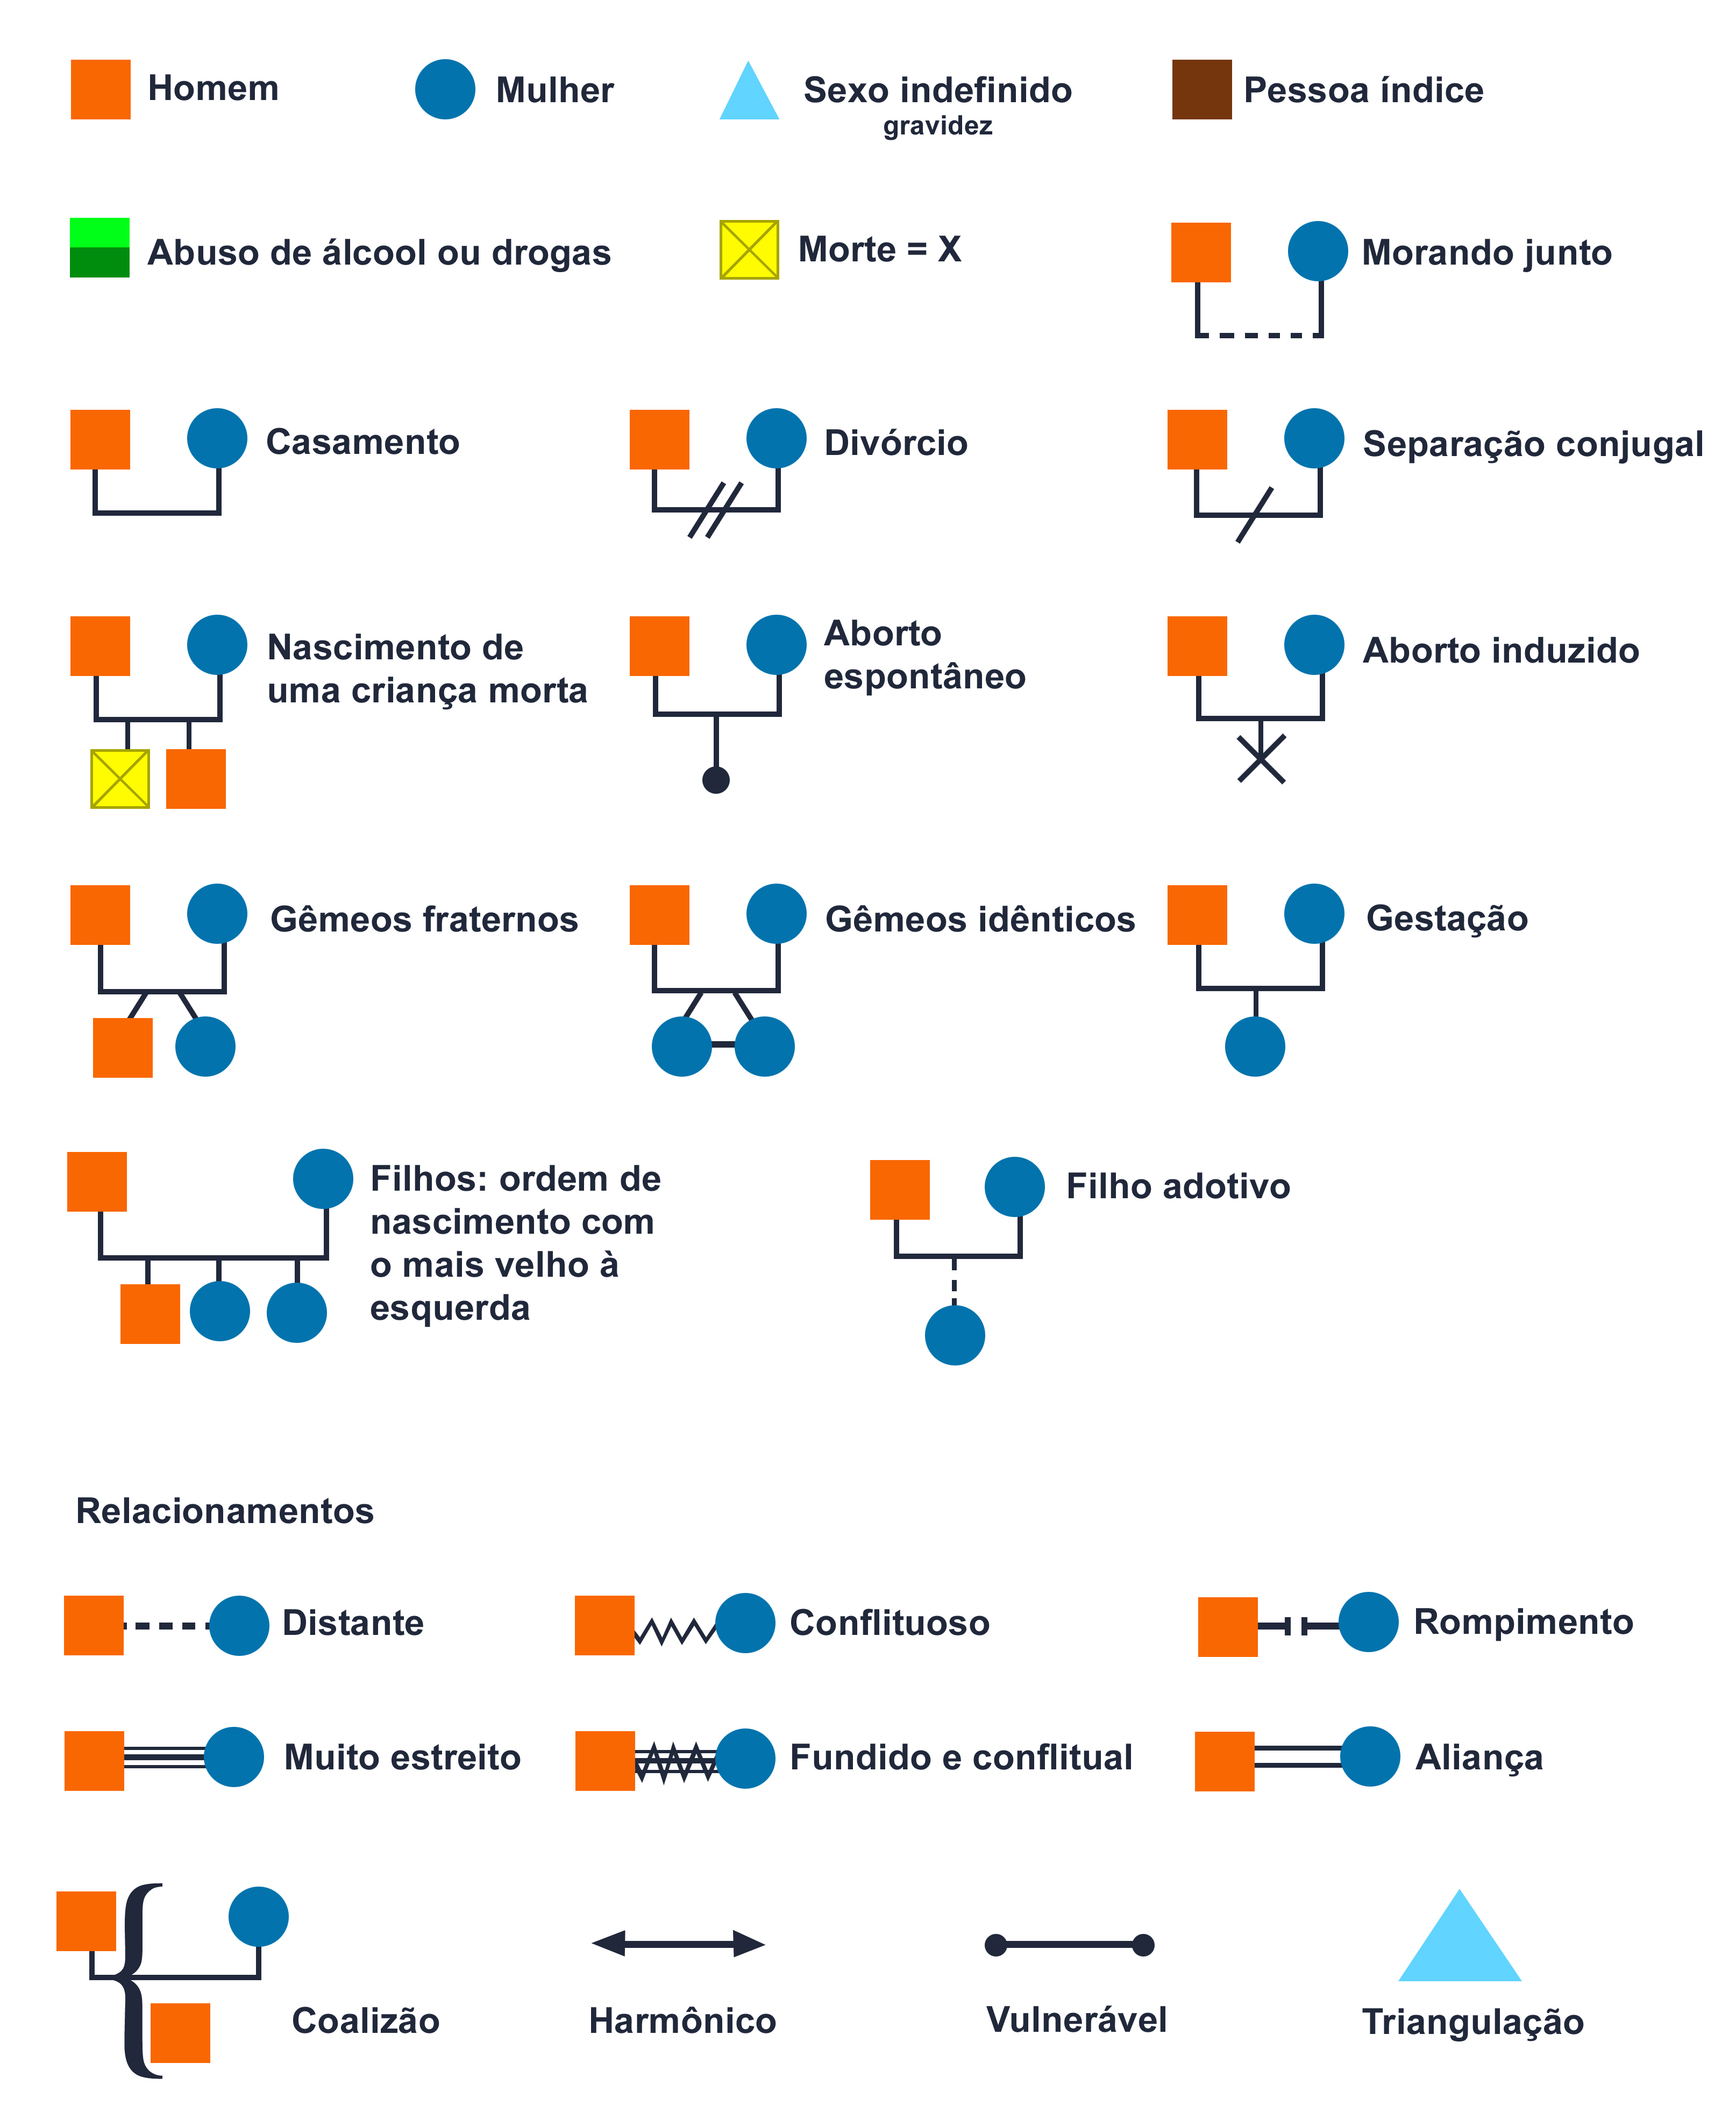 Homem
Mulher
Sexo indefinido
gravidez
Pessoa índice
Abuso de álcool ou drogas
Morte = X
Morando junto
Casamento
Divórcio
Separação conjugal
Nascimento de
uma criança morta
Aborto
espontâneo
Aborto induzido
Gêmeos fraternos
Gêmeos idênticos
Gestação
Filhos: ordem de
nascimento com
o mais velho à
esquerda
Filho adotivo
Relacionamentos
Distante
Conflituoso
Rompimento
Muito estreito
Fundido e conflitual
Aliança
Coalizão
Harmônico
Vulnerável
Triangulação